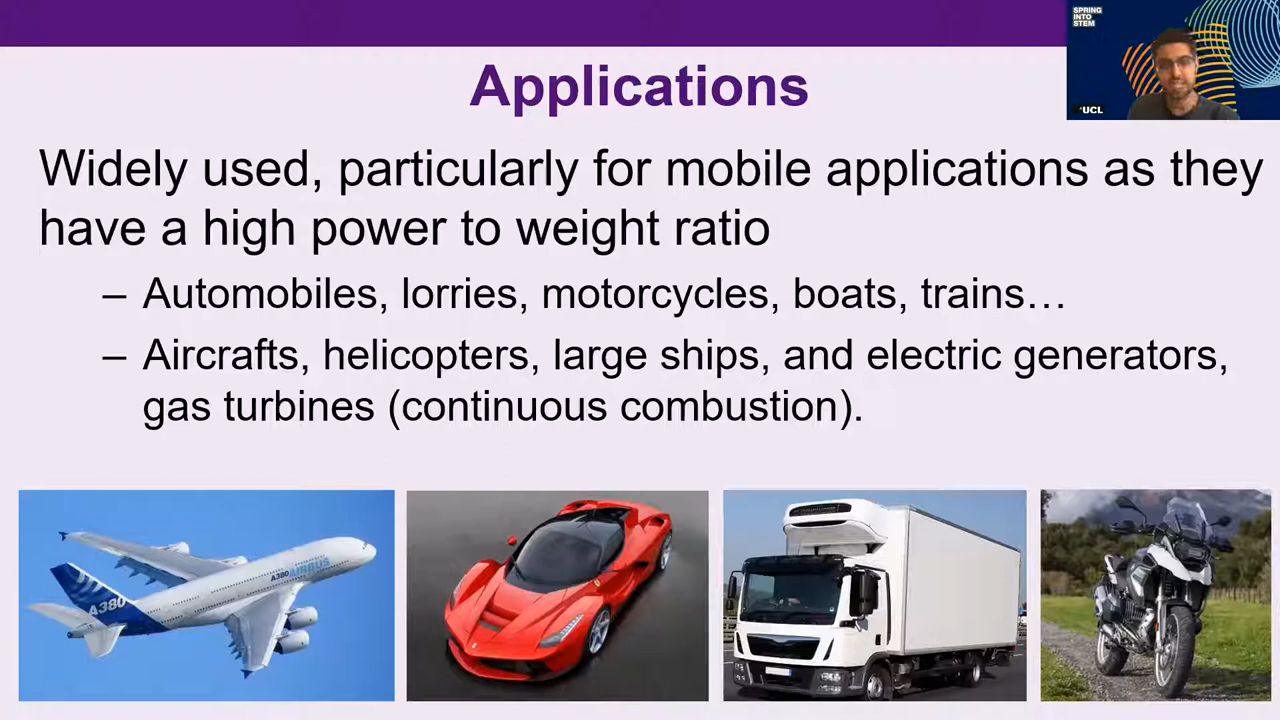 SPRING
INTO
STEM
UCL
Applications
Widely used, particularly for mobile applications as they
have a high power to weight ratio
– Automobiles, lorries, motorcycles, boats, trains…
– Aircrafts, helicopters, large ships, and electric generators,
gas turbines (continuous combustion).
A380 AIRBUS
A380